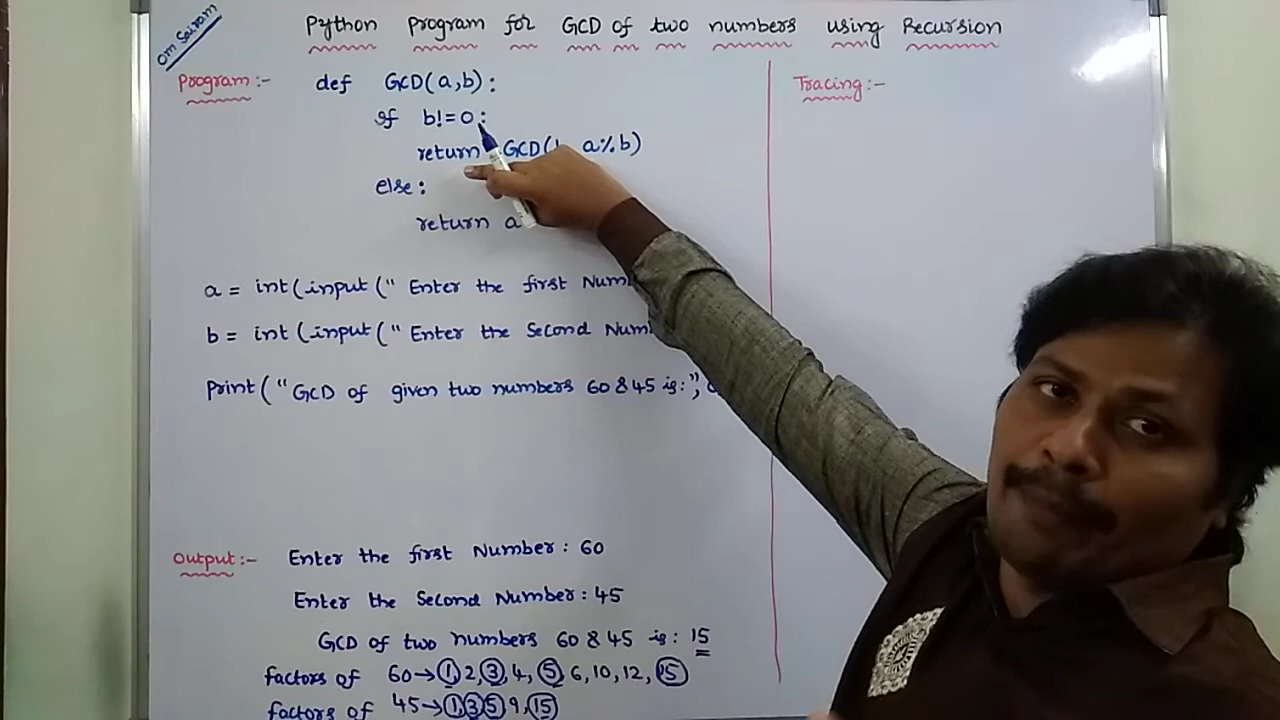 om Sairam
Python program for GCD of two numbers using Recursion
Program:-
def GCD(a,b):
if b!=0:
return GCD( a%b)
else:
return a
a = int(input(" Enter the first
b = int(input(" Enter the Second
Print("GCD of given two numbers 60 & 45 is:",
Output:- Enter the first Number: 60
Enter the Second Number: 45
GCD of two numbers 60 & 45 is: 15
factors of 60→1,2,3,4,5,6,10,12,15
factors of 45→1,3,5,9,15
Tracing:-